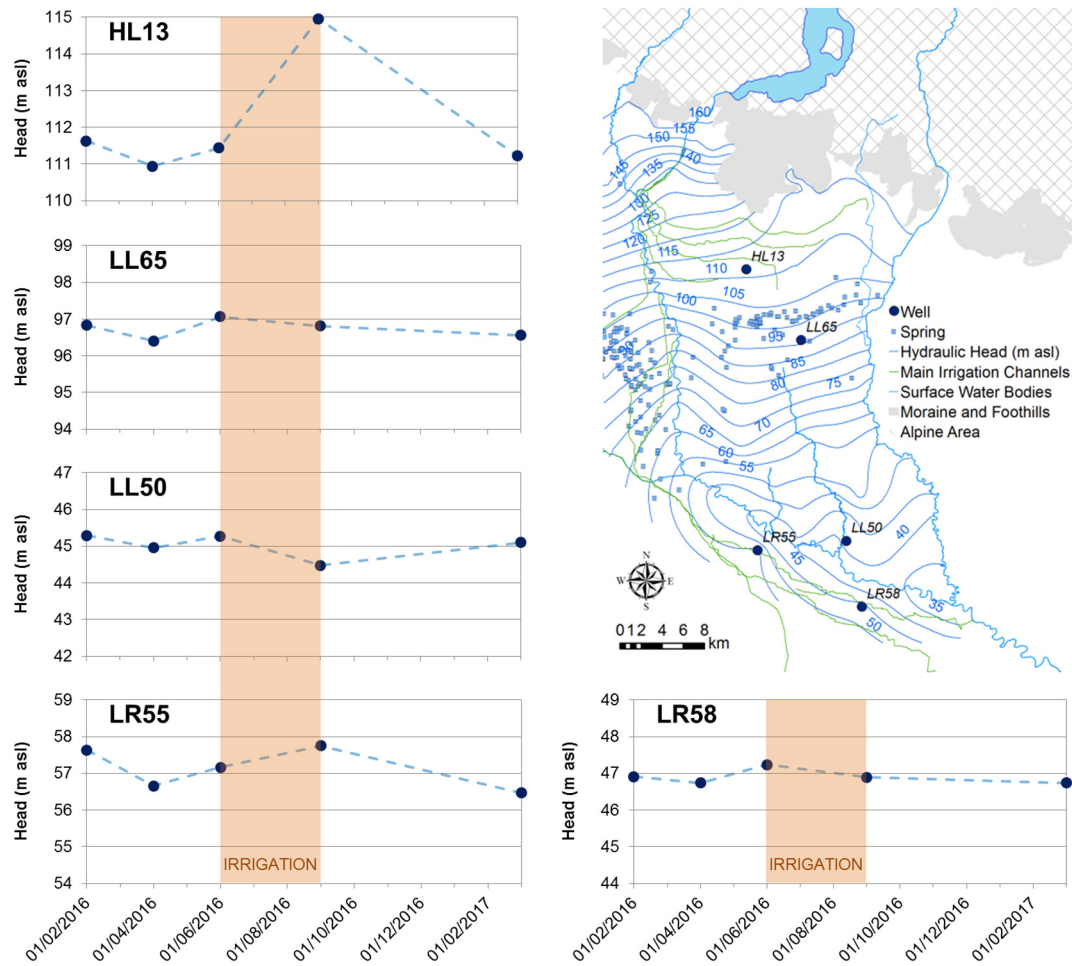 HL13
Head (m asl)
115
114
113
112
111
110
LL65
Head (m asl)
99
98
97
96
95
94
LL50
Head (m asl)
47
46
45
44
43
42
LR55
Head (m asl)
59
58
57
56
55
54
IRRIGATION
01/02/2016
01/04/2016
01/06/2016
01/08/2016
01/10/2016
01/12/2016
01/02/2017
160
155
150
140
145
135
125
120
115
HL13
110
105
100
LL65
95
85
80
75
70
65
60
55
LR55
LL50
40
45
LR58
35
50
Well
Spring
Hydraulic Head (m asl)
Main Irrigation Channels
Surface Water Bodies
Moraine and Foothills
Alpine Area
N
W E
S
0 1 2 4 6 8
km
LR58
Head (m asl)
49
48
47
46
45
44
IRRIGATION
01/02/2016
01/04/2016
01/06/2016
01/08/2016
01/10/2016
01/12/2016
01/02/2017